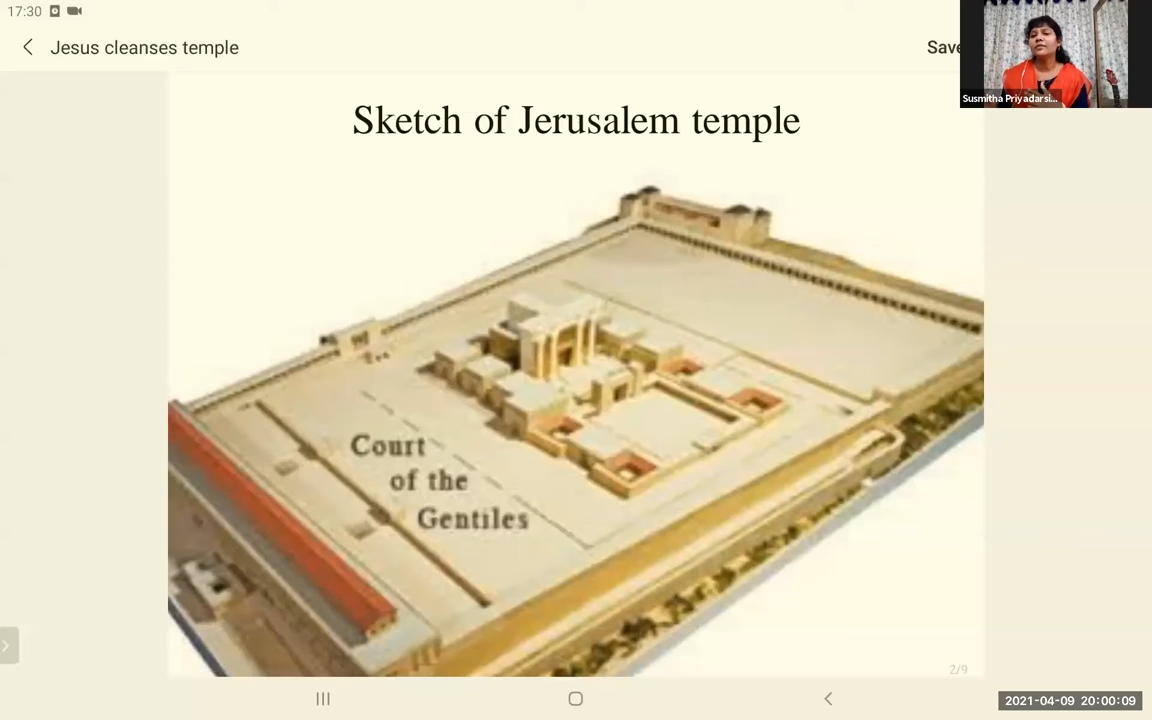 17:30
Jesus cleanses temple
Save
Susmitha Priyadarsi...
Sketch of Jerusalem temple
Court
of the
Gentiles
2/9
2021-04-09 20:00:09